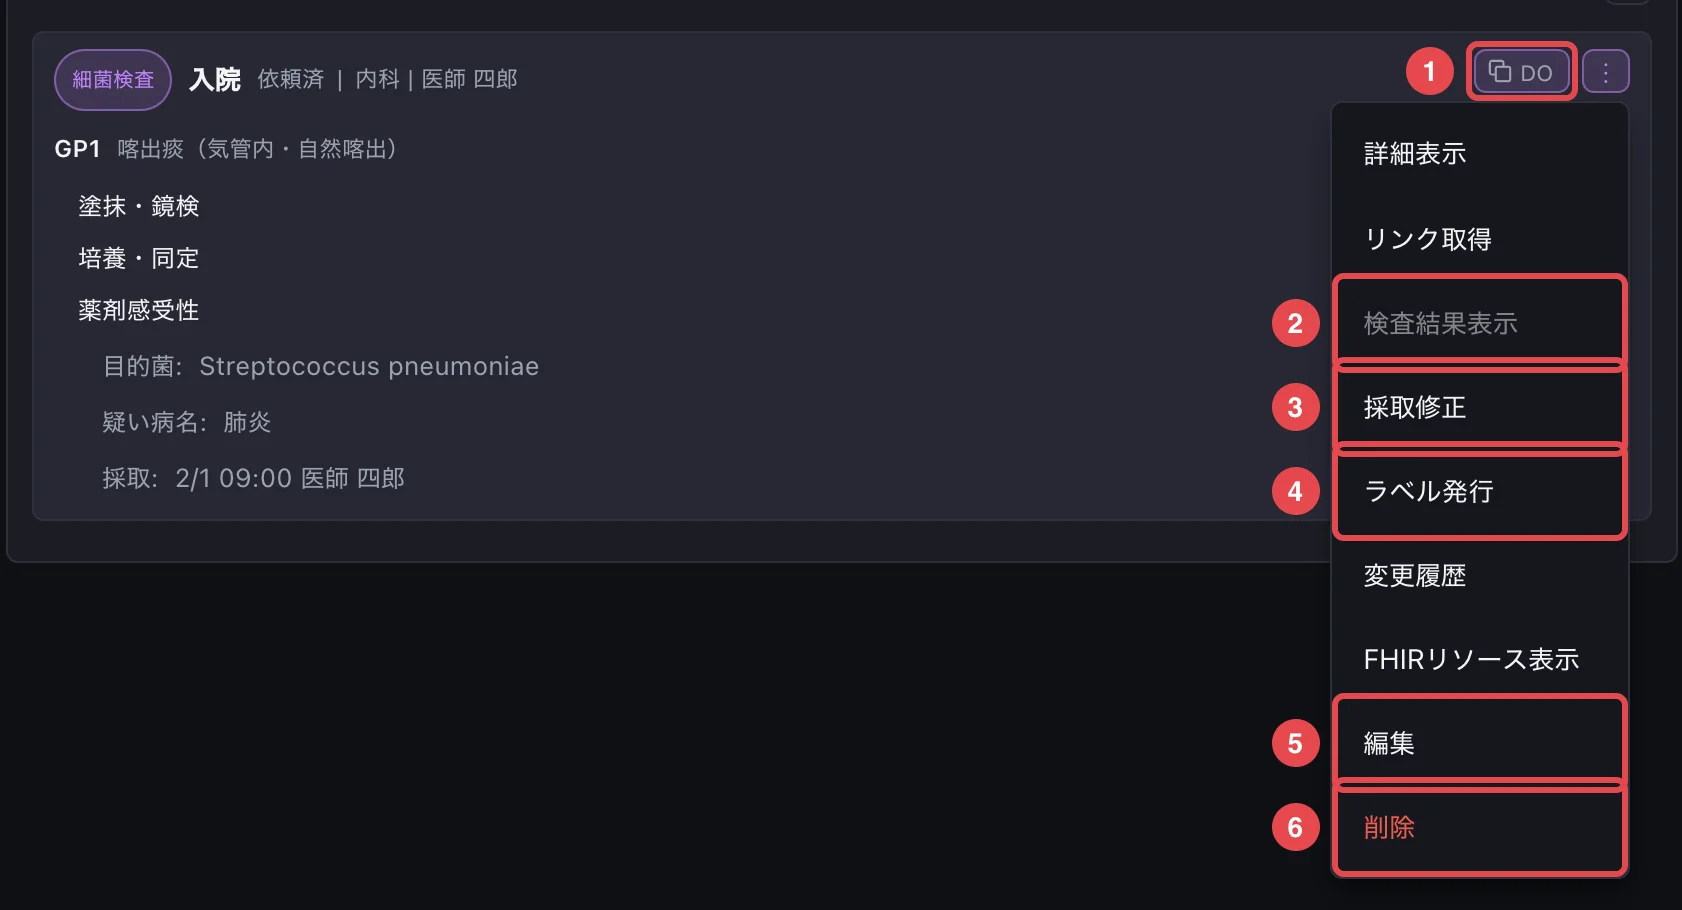 細菌検査 入院 依頼済 | 内科 | 医師 四郎 1 DO
GP1 喀出痰（気管内・自然喀出）
塗抹・鏡検
培養・同定
薬剤感受性
目的菌: Streptococcus pneumoniae
疑い病名: 肺炎
採取: 2/1 09:00 医師 四郎
詳細表示
リンク取得
2 検査結果表示
3 採取修正
4 ラベル発行
変更履歴
FHIRリソース表示
5 編集
6 削除